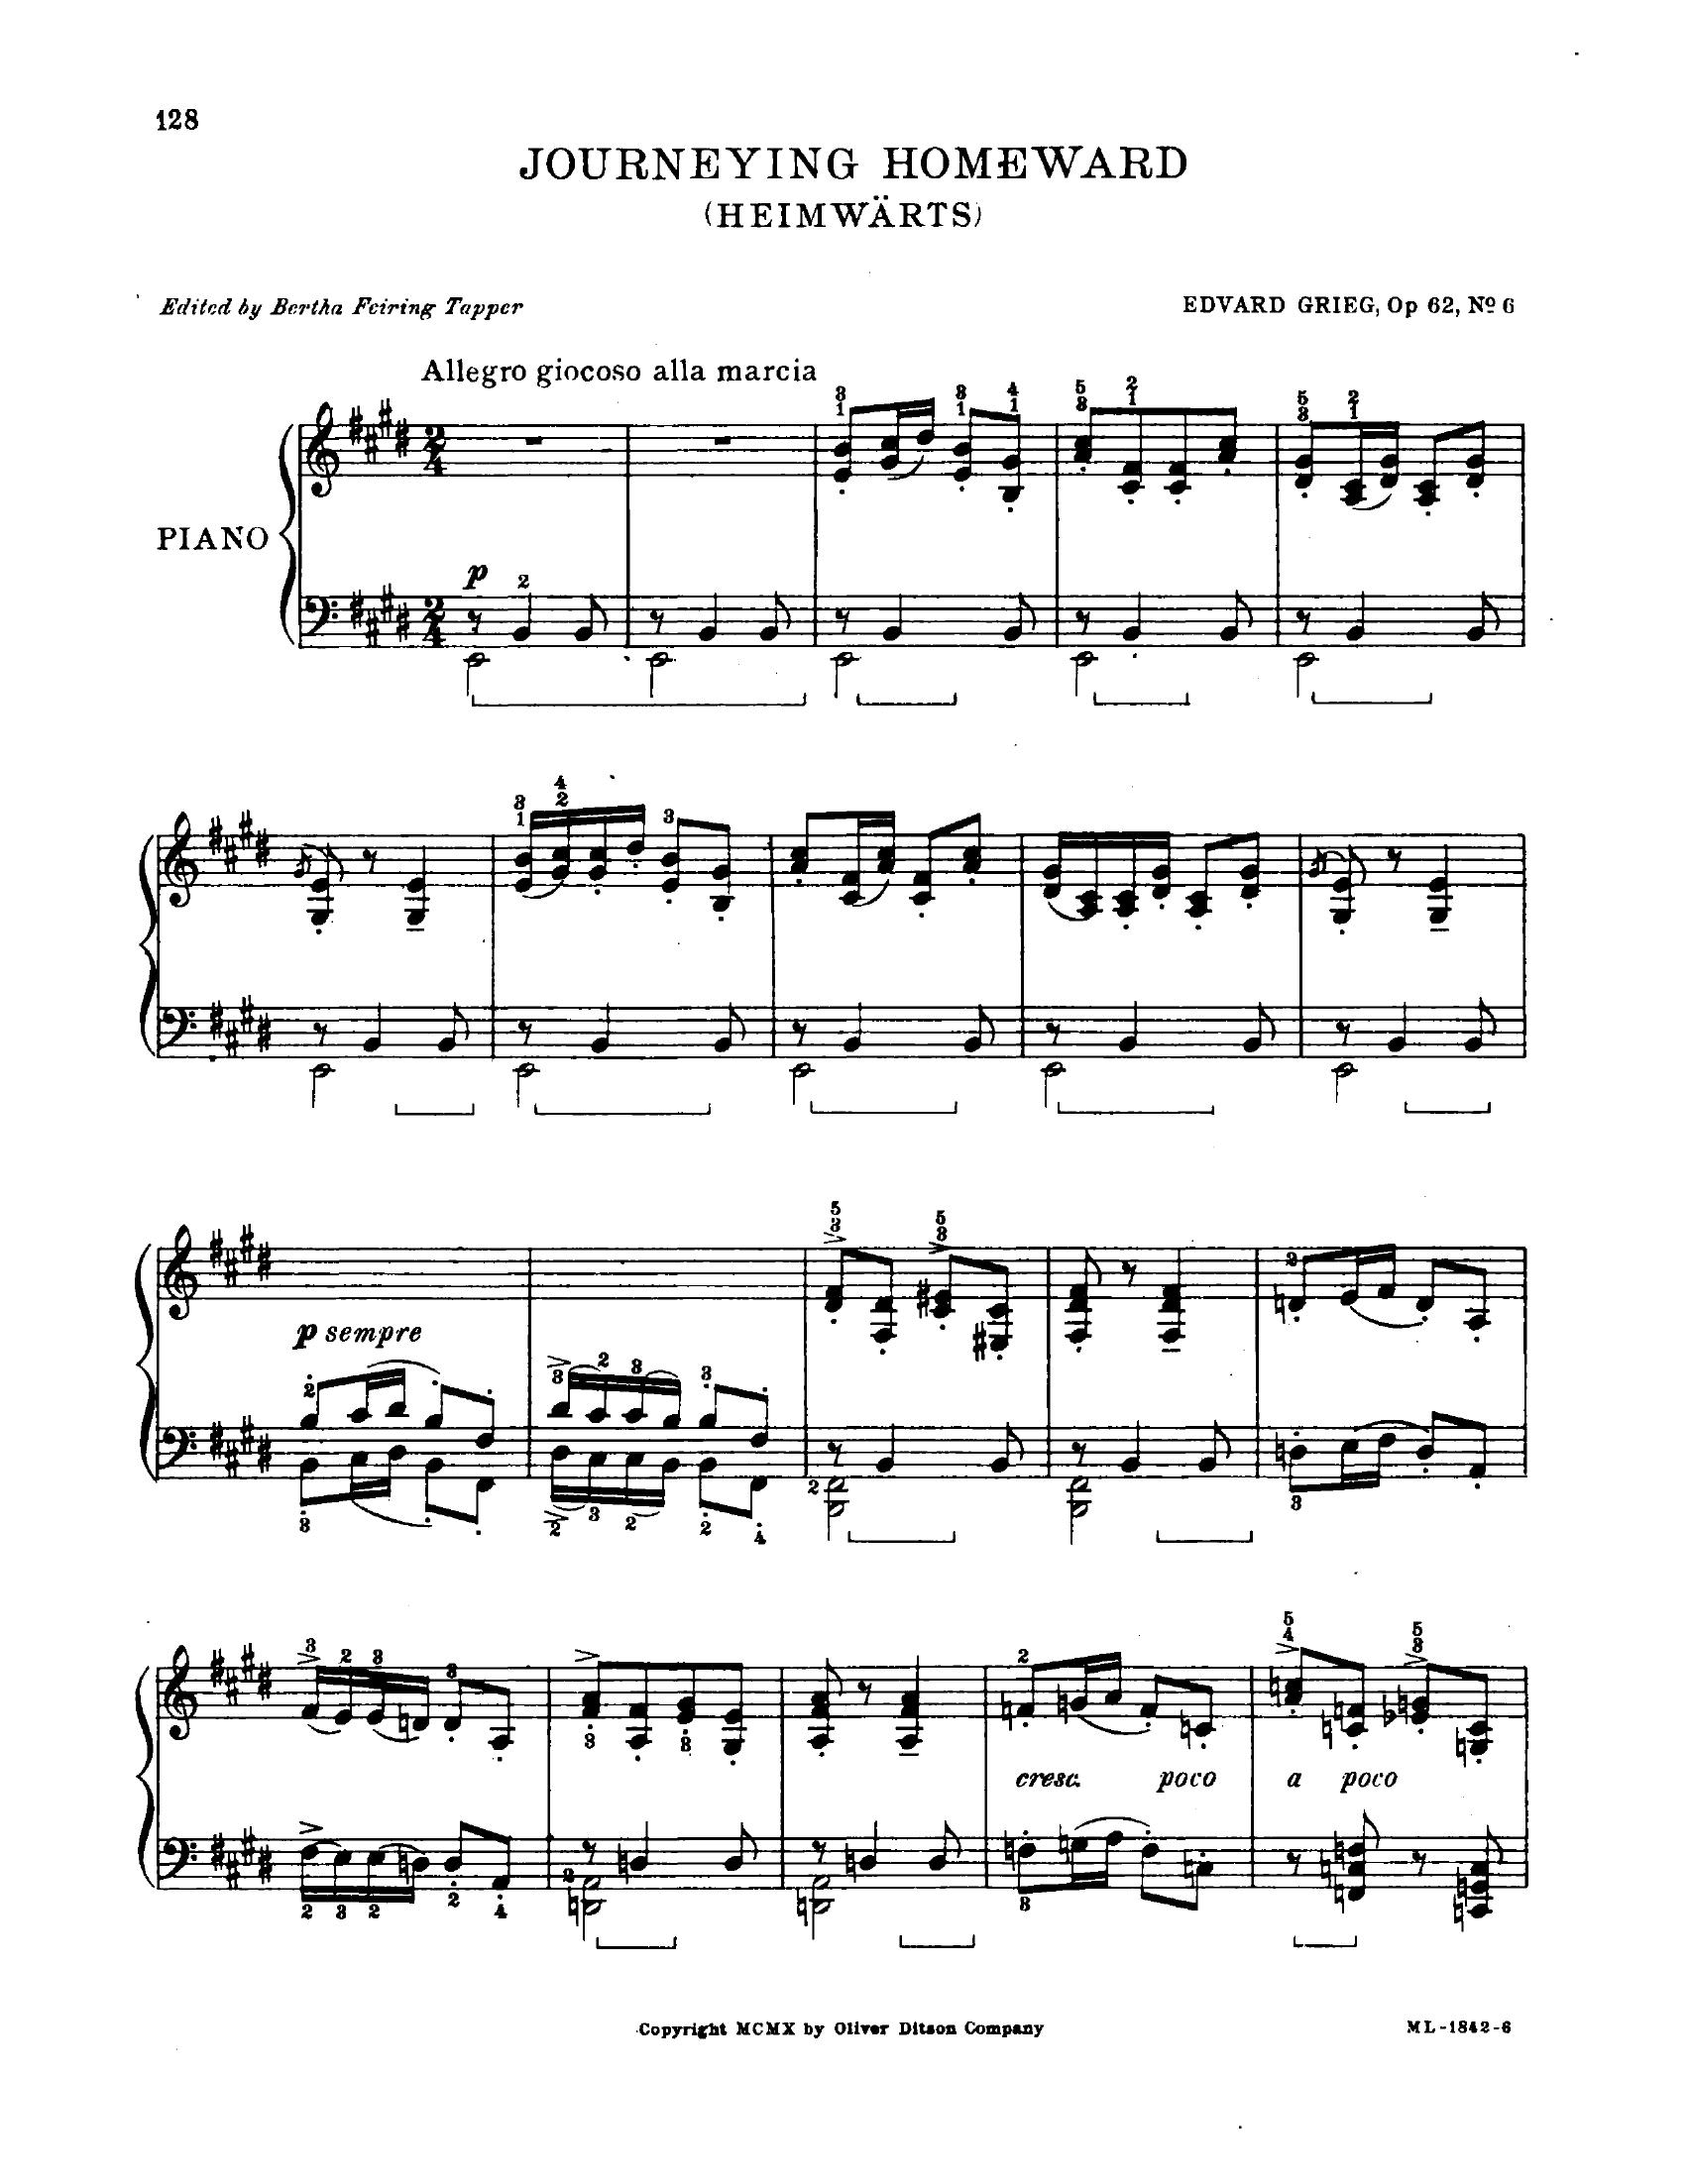 128
JOURNEYING HOMEWARD
(HEIMWÄRTS)
Edited by Bertha Feiring Tapper
EDVARD GRIEG, Op 62, Nº 6
Allegro giocoso alla marcia
PIANO
p
p sempre
cresc. poco a poco
Copyright MCMX by Oliver Ditson Company
ML-1842-6